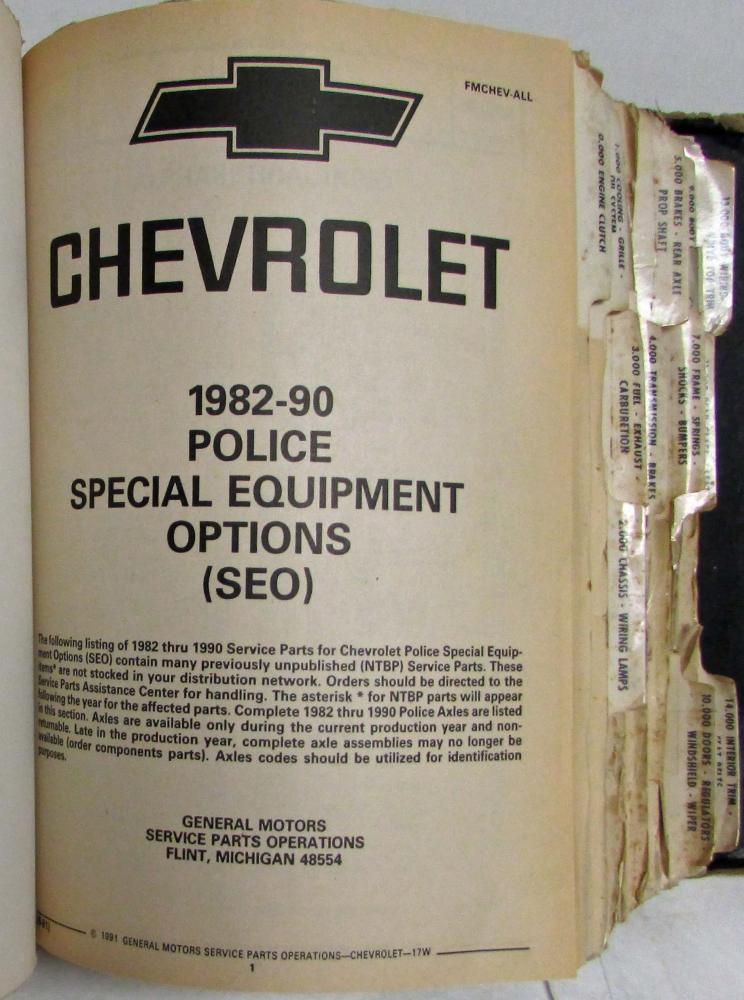 FMCHEV-ALL
CHEVROLET
1982-90
POLICE
SPECIAL EQUIPMENT
OPTIONS
(SEO)
The following listing of 1982 thru 1990 Service Parts for Chevrolet Police Special Equip-
ment Options (SEO) contain many previously unpublished (NTBP) Service Parts. These
items* are not stocked in your distribution network. Orders should be directed to the
Service Parts Assistance Center for handling. The asterisk * for NTBP parts will appear
following the year for the affected parts. Complete 1982 thru 1990 Police Axles are listed
in this section. Axles are available only during the current production year and non-
returnable. Late in the production year, complete axle assemblies may no longer be
available (order components parts). Axles codes should be utilized for identification
purposes.
GENERAL MOTORS
SERVICE PARTS OPERATIONS
FLINT, MICHIGAN 48554
© 1991 GENERAL MOTORS SERVICE PARTS OPERATIONS—CHEVROLET—17W
1
0.000 ENGINE CLUTCH
1.000 COOLING - GRILLE -
OIL SYSTEM
5.000 BRAKES - REAR AXLE
PROP SHAFT
3.000 FUEL - EXHAUST -
CARBURETION
4.000 TRANSMISSION - BRAKES
7.000 FRAME - SPRINGS -
SHOCKS - BUMPERS
2.000 CHASSIS - WIRING LAMPS
10.000 DOORS - REGULATORS
WINDSHIELD - WIPER
14.000 INTERIOR TRIM -
SEAT BELTS